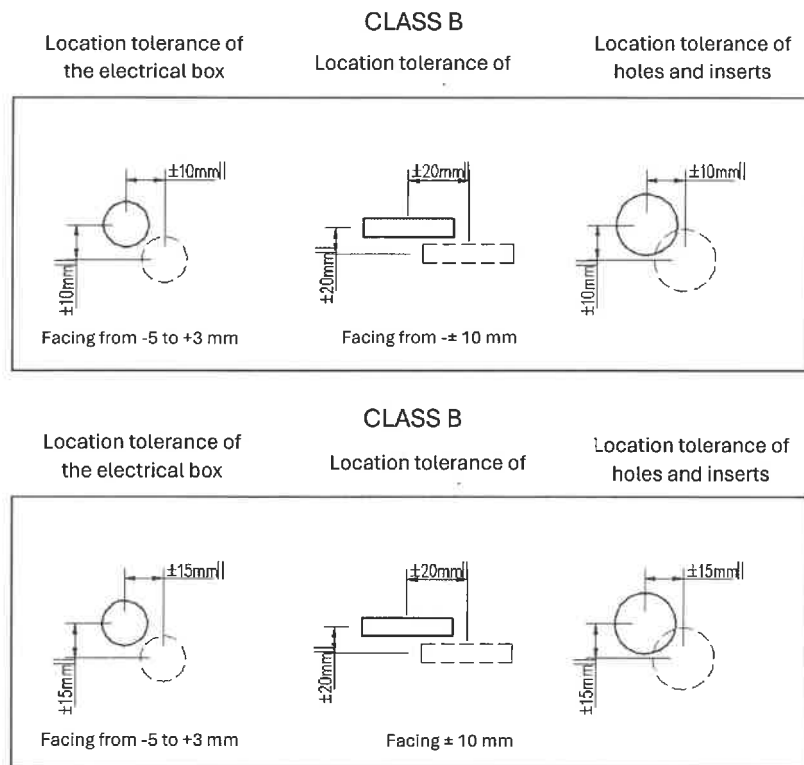 CLASS B
Location tolerance of
the electrical box
Location tolerance of
Location tolerance of
holes and inserts
±10mm
±20mm
±10mm
±10mm
±20mm
±10mm
Facing from -5 to +3 mm
Facing from -± 10 mm
CLASS B
Location tolerance of
the electrical box
Location tolerance of
Location tolerance of
holes and inserts
±15mm
±20mm
±15mm
±15mm
±20mm
±15mm
Facing from -5 to +3 mm
Facing ± 10 mm